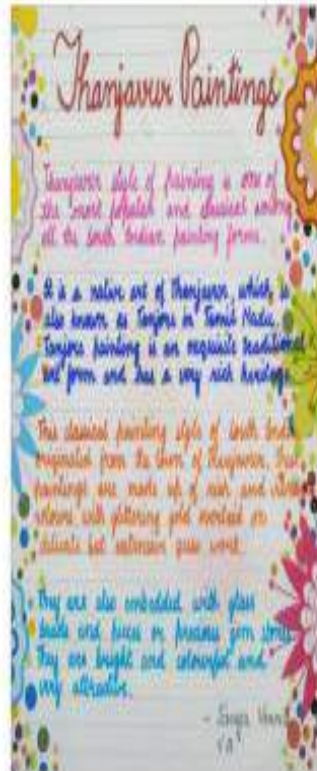 Thanjavur Paintings
Thanjavur style of painting is one of
the most popular and classical among
all the south Indian painting forms.
It is a native art of Thanjavur, which is
also known as Tanjore in Tamil Nadu.
Tanjore painting is an requisite traditional
art form and has a very rich heritage
This classical painting style of South
originated from the town of Thanjavur,
paintings are made up of rich and
colours with glittering gold overlaid on
delicate but extensive gesso work.
They are also embedded with glass
beads and pieces or precious gem
They are bright and colourful and
very attractive.